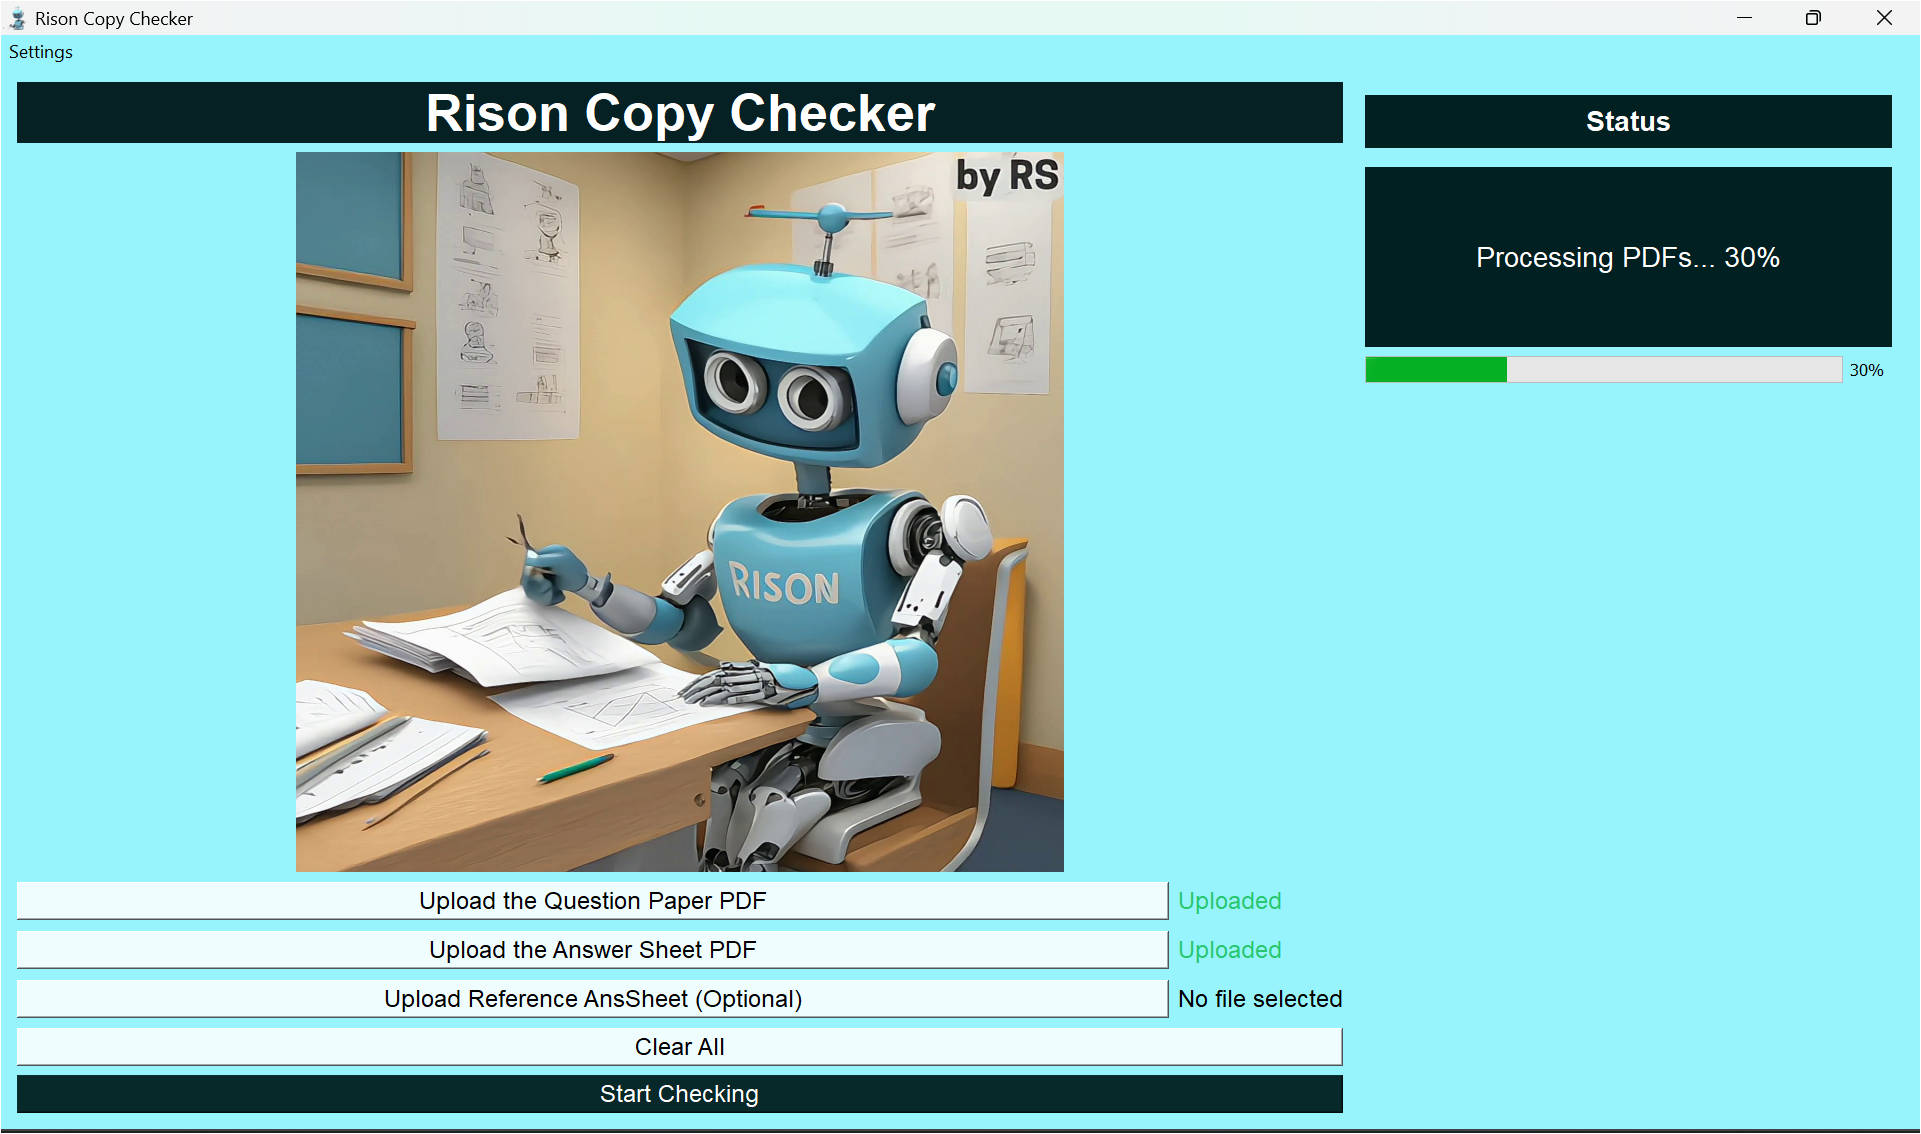 Rison Copy Checker
Settings
Rison Copy Checker
by RS
RISON
Upload the Question Paper PDF
Uploaded
Upload the Answer Sheet PDF
Uploaded
Upload Reference AnsSheet (Optional)
No file selected
Clear All
Start Checking
Status
Processing PDFs... 30%
30%